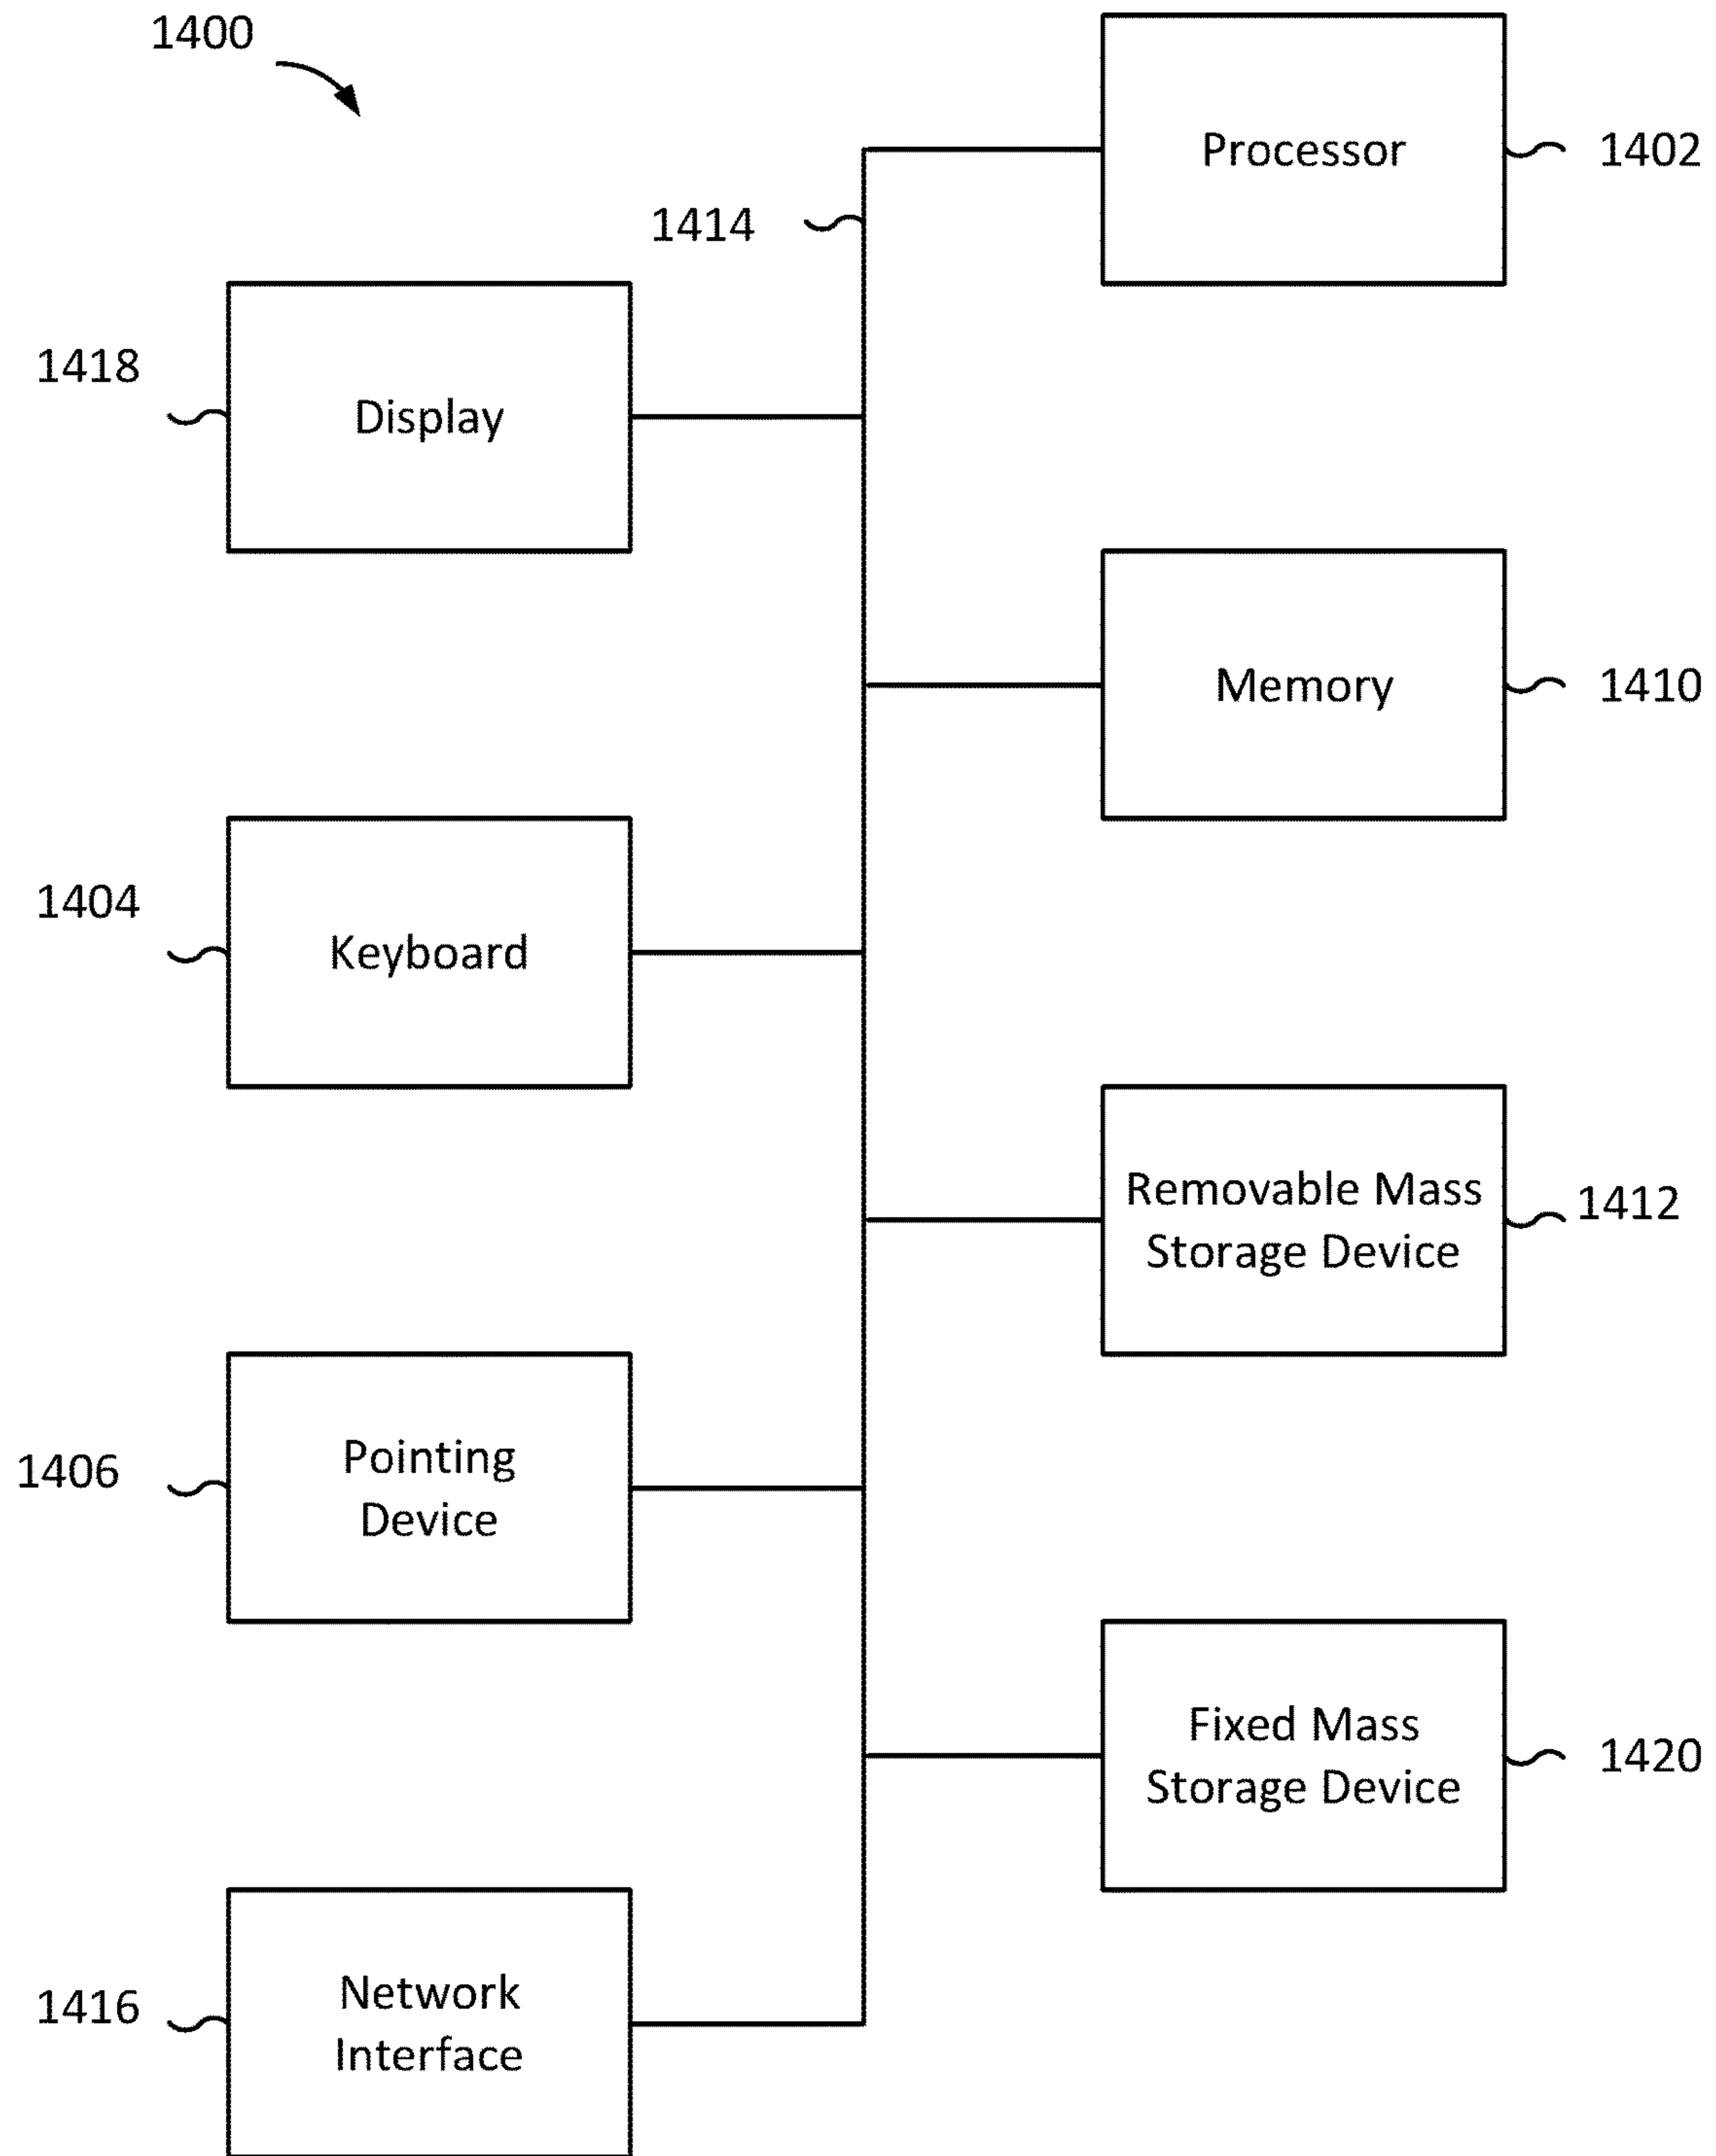 1400
Processor
1402
1414
1418
Display
Memory
1410
1404
Keyboard
Removable Mass
Storage Device
1412
1406
Pointing
Device
Fixed Mass
Storage Device
1420
1416
Network
Interface